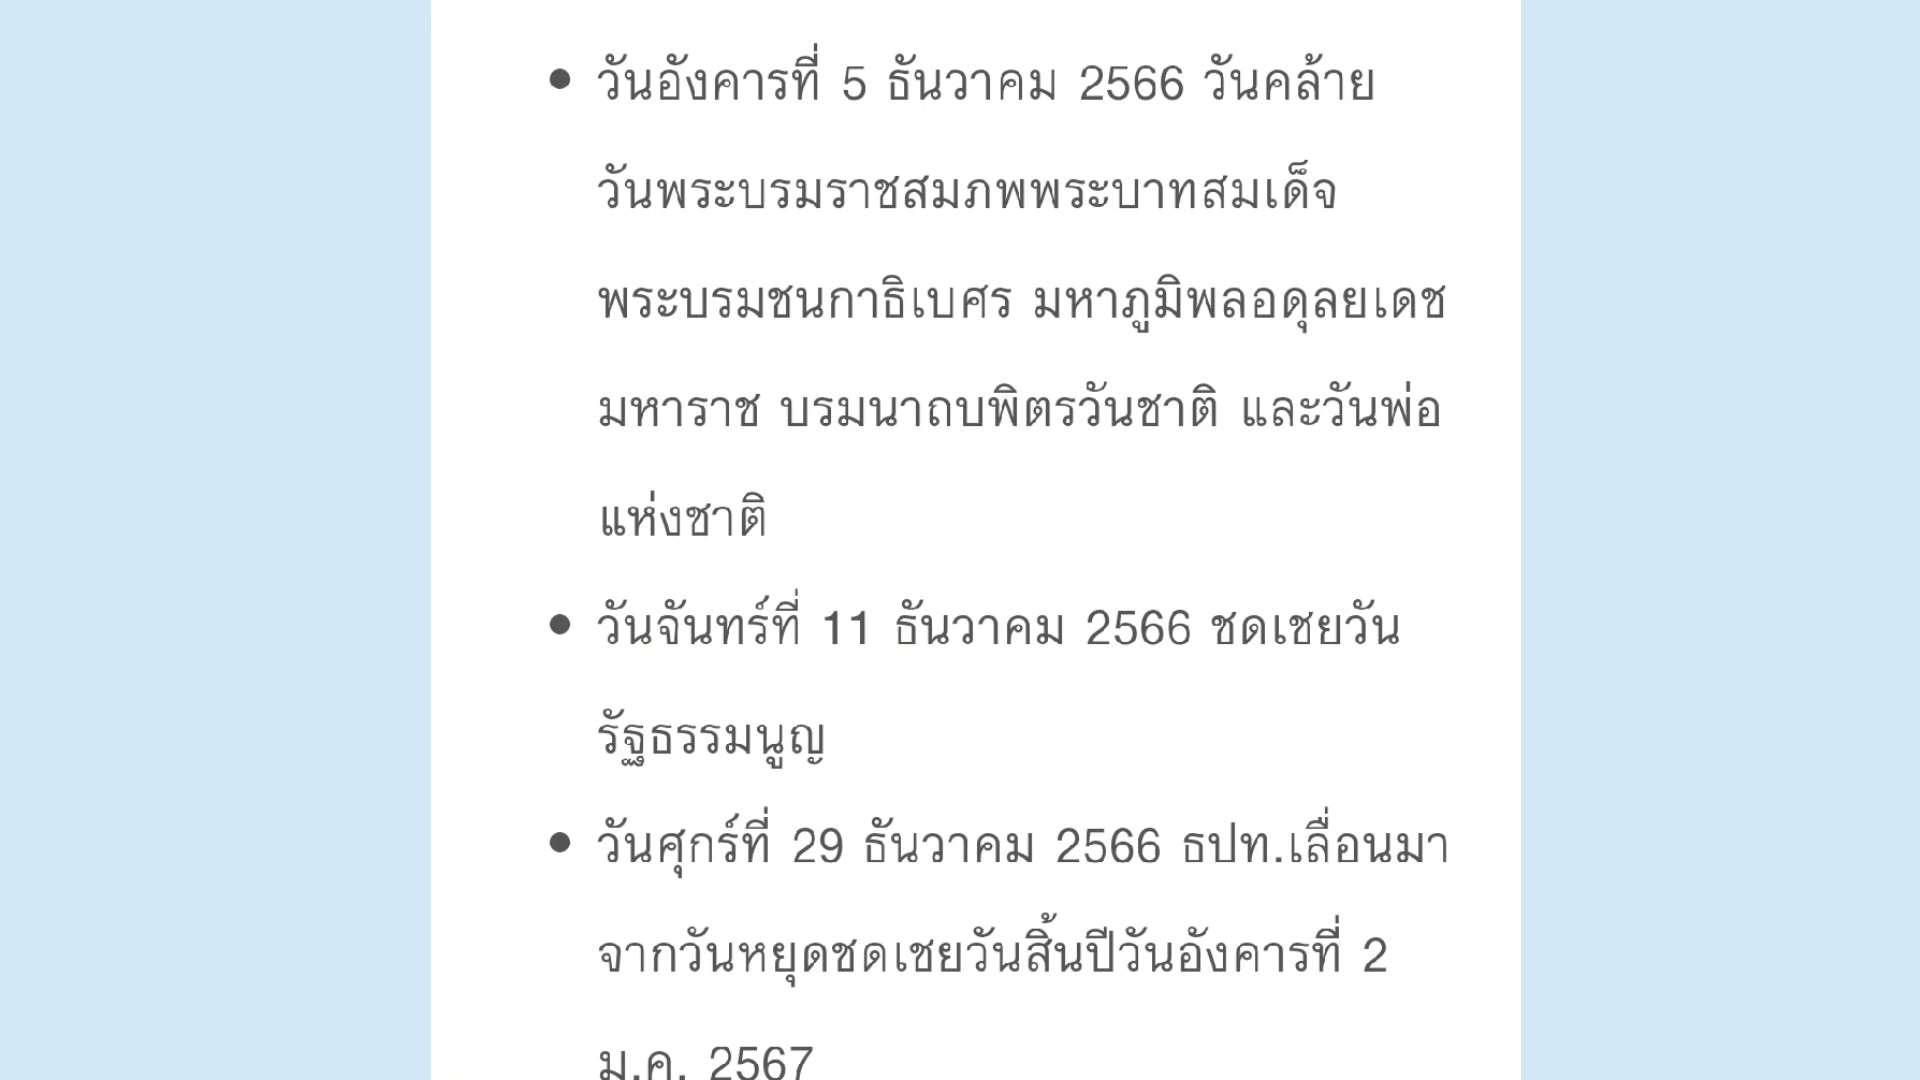 • วันอังคารที่ 5 ธันวาคม 2566 วันคล้าย
วันพระบรมราชสมภพพระบาทสมเด็จ
พระบรมชนกาธิเบศร มหาภูมิพลอดุลยเดช
มหาราช บรมนาถบพิตรวันชาติ และวันพ่อ
แห่งชาติ
• วันจันทร์ที่ 11 ธันวาคม 2566 ชดเชยวัน
รัฐธรรมนูญ
• วันศุกร์ที่ 29 ธันวาคม 2566 ธปท.เลื่อนมา
จากวันหยุดชดเชยวันสิ้นปีวันอังคารที่ 2
ม.ค. 2567